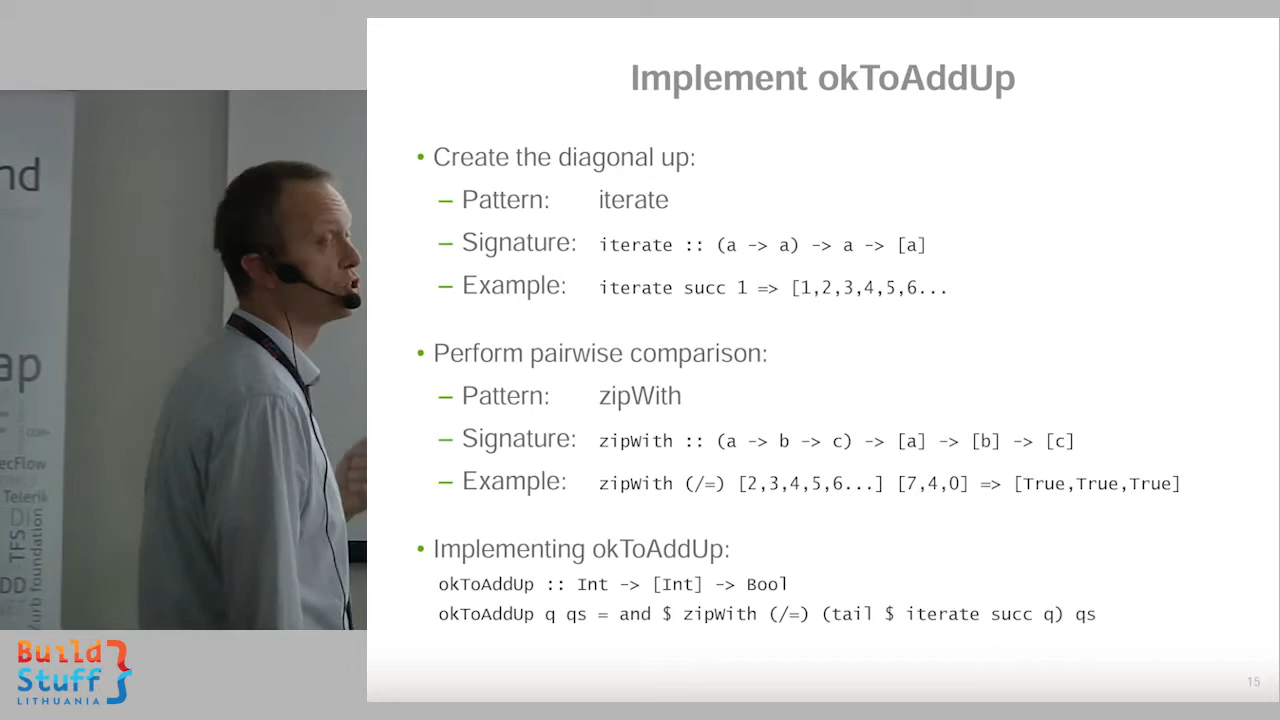 Implement okToAddUp
• Create the diagonal up:
– Pattern: iterate
– Signature: iterate :: (a -> a) -> a -> [a]
– Example: iterate succ 1 => [1,2,3,4,5,6...
• Perform pairwise comparison:
– Pattern: zipWith
– Signature: zipWith :: (a -> b -> c) -> [a] -> [b] -> [c]
– Example: zipWith (/=) [2,3,4,5,6...] [7,4,0] => [True,True,True]
• Implementing okToAddUp:
okToAddUp :: Int -> [Int] -> Bool
okToAddUp q qs = and $ zipWith (/=) (tail $ iterate succ q) qs
15
nd
ap
ecFlow
Telerik
TFS
DD
urb foundation
Build
Stuff
LITHUANIA